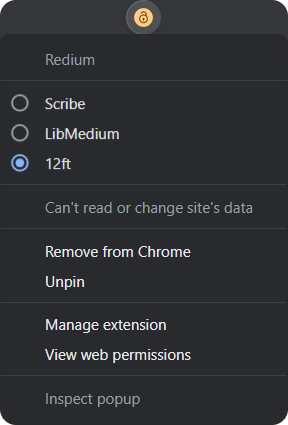 Redium
Scribe
LibMedium
12ft
Can't read or change site's data
Remove from Chrome
Unpin
Manage extension
View web permissions
Inspect popup